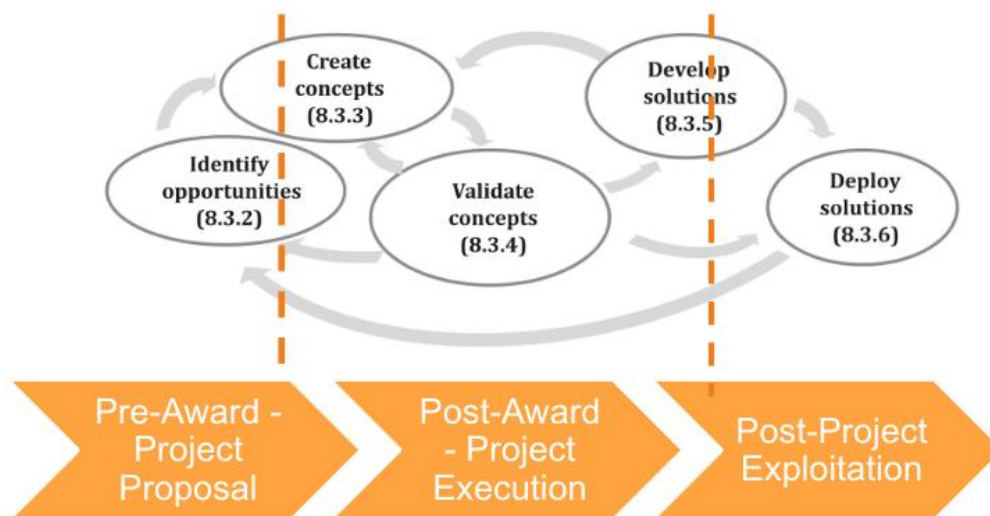 Create
concepts
(8.3.3)
Develop
solutions
(8.3.5)
Identify
opportunities
(8.3.2)
Validate
concepts
(8.3.4)
Deploy
solutions
(8.3.6)
Pre-Award -
Project
Proposal
Post-Award
- Project
Execution
Post-Project
Exploitation